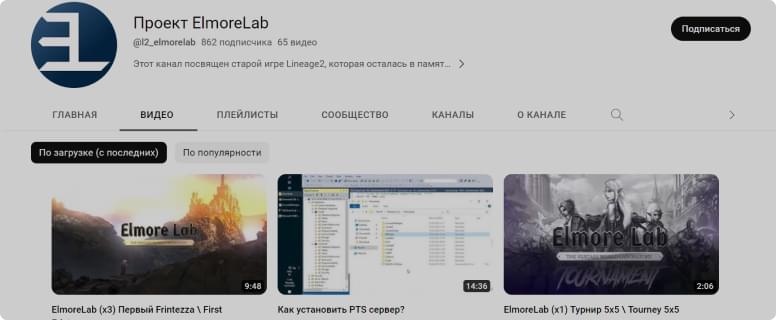 Проект ElmoreLab
@l2_elmorelab 862 подписчика 65 видео
Подписаться
Этот канал посвящен старой игре Lineage2, которая осталась в памят...
ГЛАВНАЯ ВИДЕО ПЛЕЙЛИСТЫ СООБЩЕСТВО КАНАЛЫ О КАНАЛЕ
По загрузке (с последних) По популярности
Elmore Lab
9:48
14:36
Elmore Lab
TOURNAMENT
2:06
ElmoreLab (x3) Первый Frintezza \ First
Как установить PTS сервер?
ElmoreLab (x1) Турнир 5x5 \ Tourney 5x5